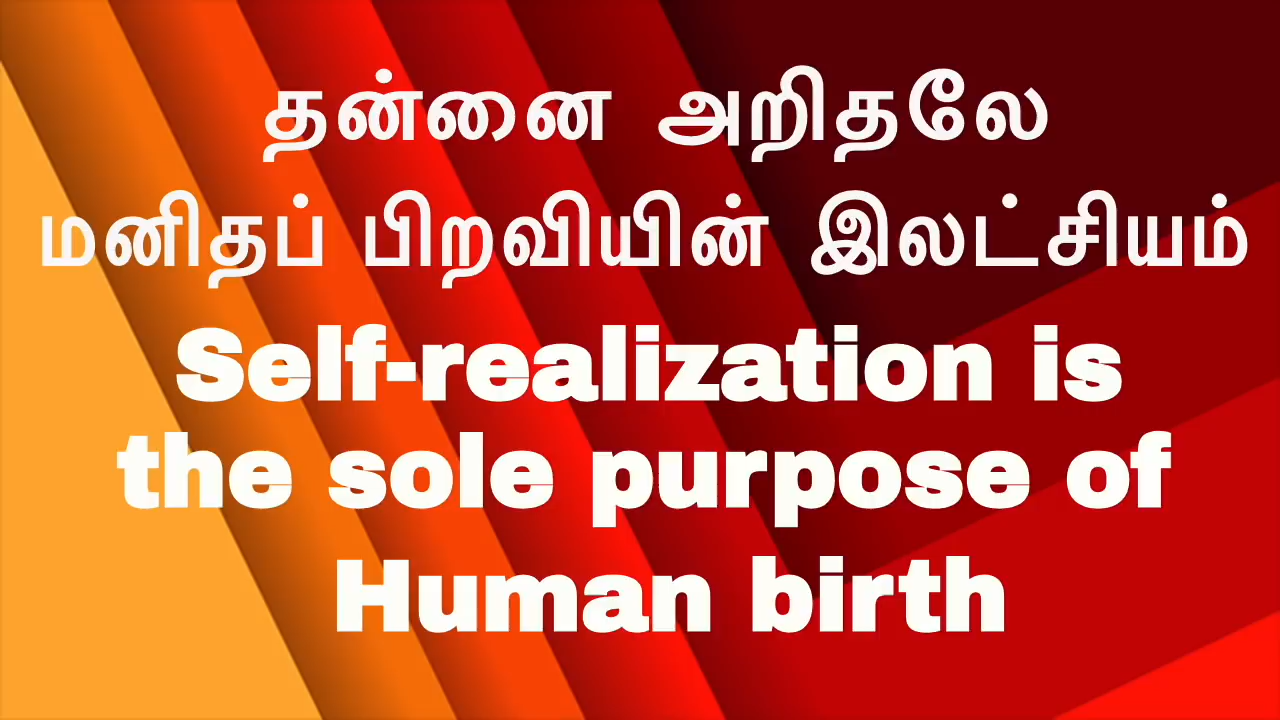 தன்னை அறிதலே
மனிதப் பிறவியின் இலட்சியம்
Self-realization is
the sole purpose of
Human birth